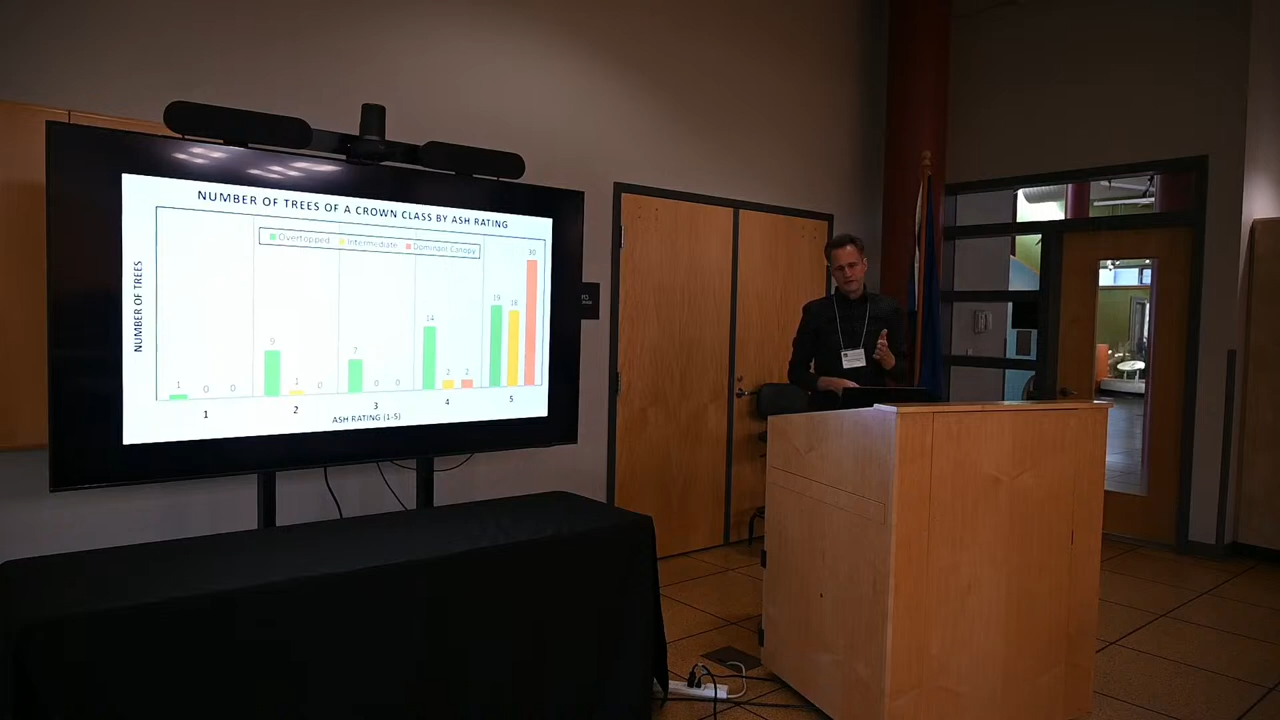 NUMBER OF TREES OF A CROWN CLASS BY ASH RATING
Overtopped Intermediate Dominant Canopy
NUMBER OF TREES
1 0 0
9 1 0
7 0 0
14 2 2
19 18 30
1 2 3 4 5
ASH RATING (1-5)